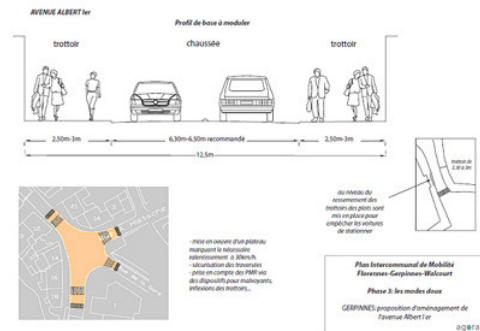 AVENUE ALBERT Ier
Profil de base à moduler
trottoir
chaussée
trottoir
2,50m-3m
6,30m-6,50m recommande
2,50m-3m
12,5m
trottoir de
2,30 à 3m
au niveau du
resserrement des
trottoirs des plots sont
mis en place pour
empêcher les voitures
de stationner
- mise en oeuvre d'un plateau
marquant le nécessaire
ralentissement à 30km/h.
- sécurisation des traversées
- prise en compte des PMR via
des dispositifs pour malvoyants,
inflexions des trottoirs...
Plan Intercommunal de Mobilité
Florennes-Gerpinnes-Walcourt
Phase 3: les modes doux
GERPINNES: proposition d'aménagement de
l'avenue Albert I er
agora